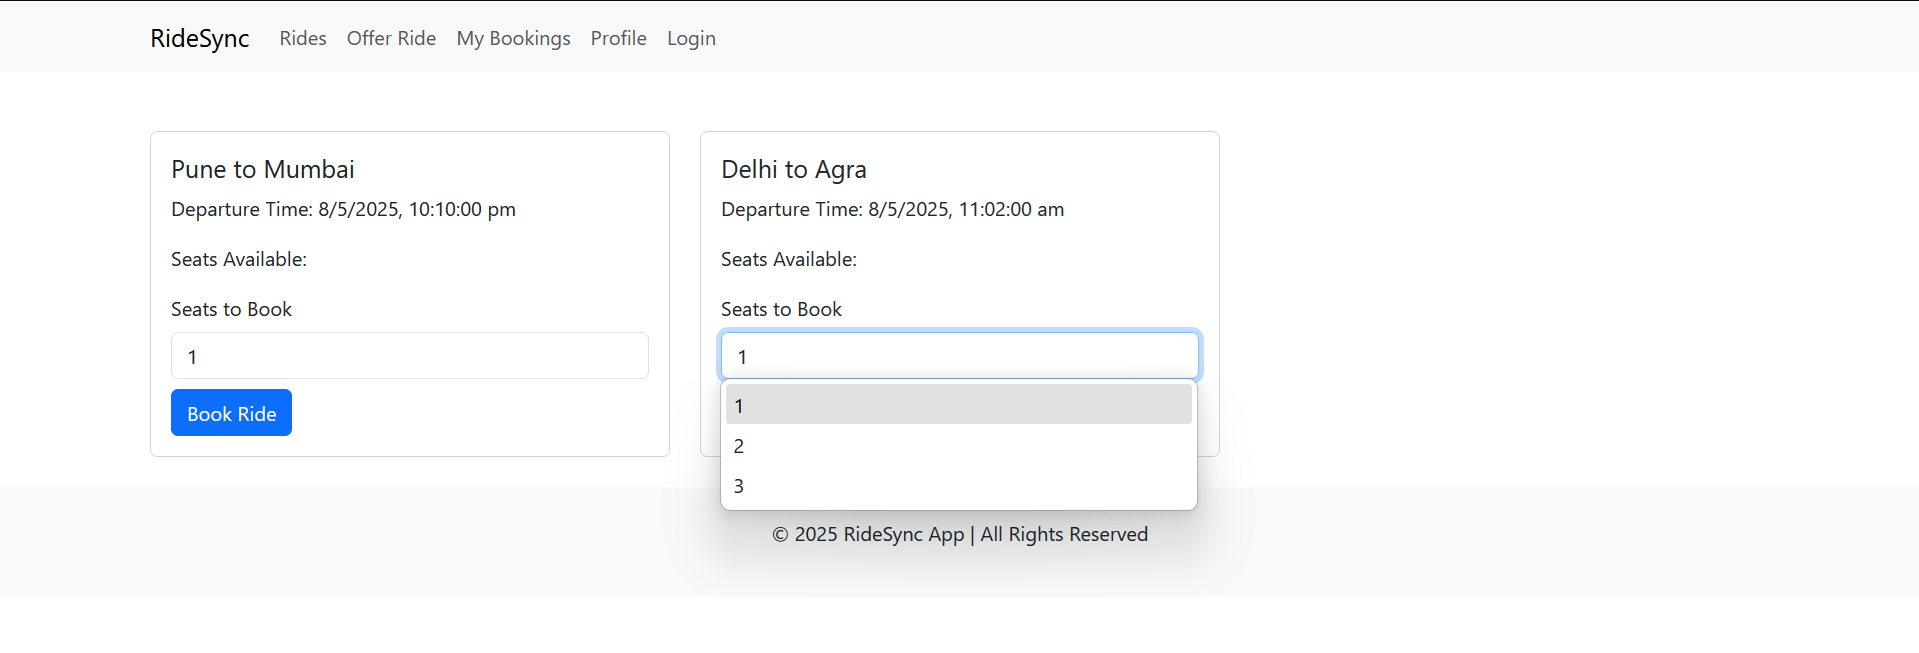 RideSync Rides Offer Ride My Bookings Profile Login
Pune to Mumbai
Departure Time: 8/5/2025, 10:10:00 pm
Seats Available:
Seats to Book
1
Book Ride
Delhi to Agra
Departure Time: 8/5/2025, 11:02:00 am
Seats Available:
Seats to Book
1
1
2
3
© 2025 RideSync App | All Rights Reserved